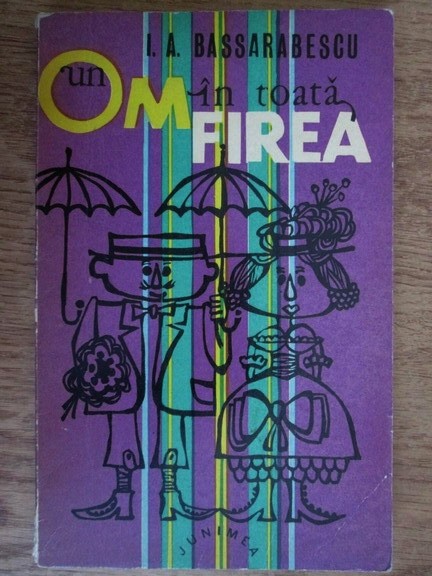 I. A. BASSARABESCU
un
OM în toată
FIREA
JUNIMEA